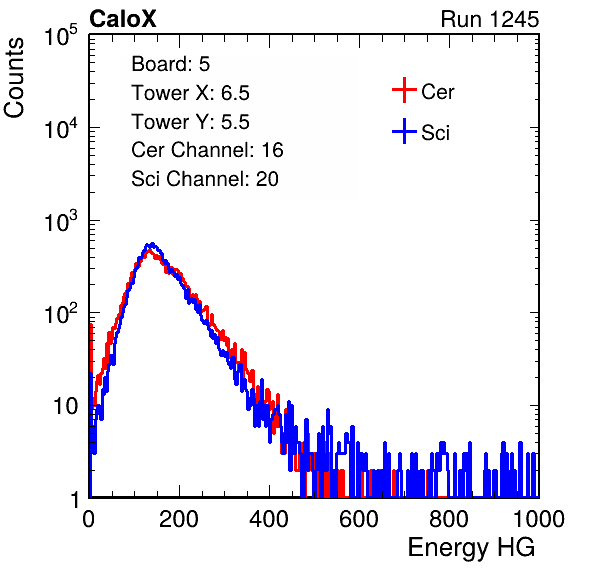 CaloX Run 1245
Counts
10^5
10^4
10^3
10^2
10
1
Board: 5
Tower X: 6.5
Tower Y: 5.5
Cer Channel: 16
Sci Channel: 20
Cer
Sci
0 200 400 600 800 1000
Energy HG